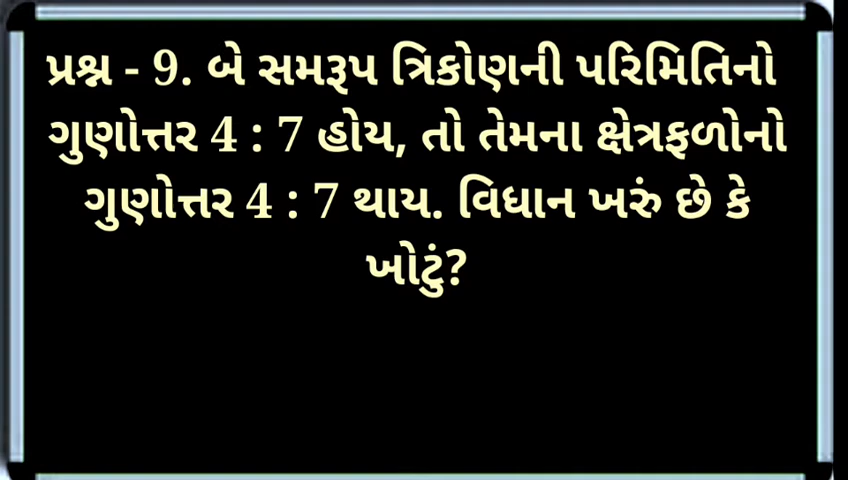 પ્રશ્ન - 9. બે સમરૂપ ત્રિકોણની પરિમિતિનો
ગુણોત્તર 4 : 7 હોય, તો તેમના ક્ષેત્રફળોનો
ગુણોત્તર 4 : 7 થાય. વિધાન ખરું છે કે
ખોટું?